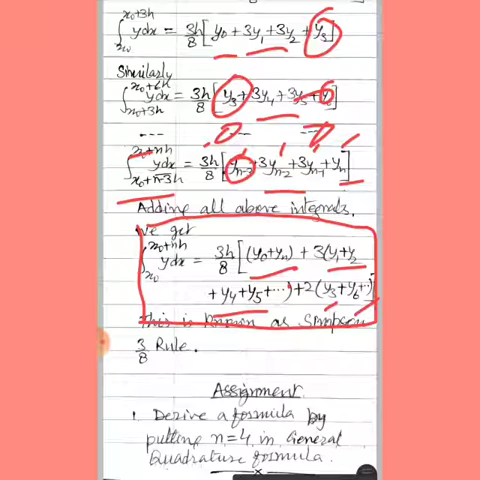 ∫_{x0}^{x0+3h} ydx = 3h/8 [y0 + 3y1 + 3y2 + y3]
Similarly
∫_{x0+3h}^{x0+6h} ydx = 3h/8 [y3 + 3y4 + 3y5 + y6]
---
∫_{x0+n-3h}^{x0+nh} ydx = 3h/8 [yn-3 + 3yn-2 + 3yn-1 + yn]
Adding all above integrals.
We get
∫_{x0}^{x0+nh} ydx = 3h/8 [(y0+yn) + 3(y1+y2
+ y4+y5+...) + 2(y3+y6+..)]
This is known as Simpson
3/8 Rule.
Assignment
1. Derive a formula by
putting n=4 in General
Quadrature formula.
x